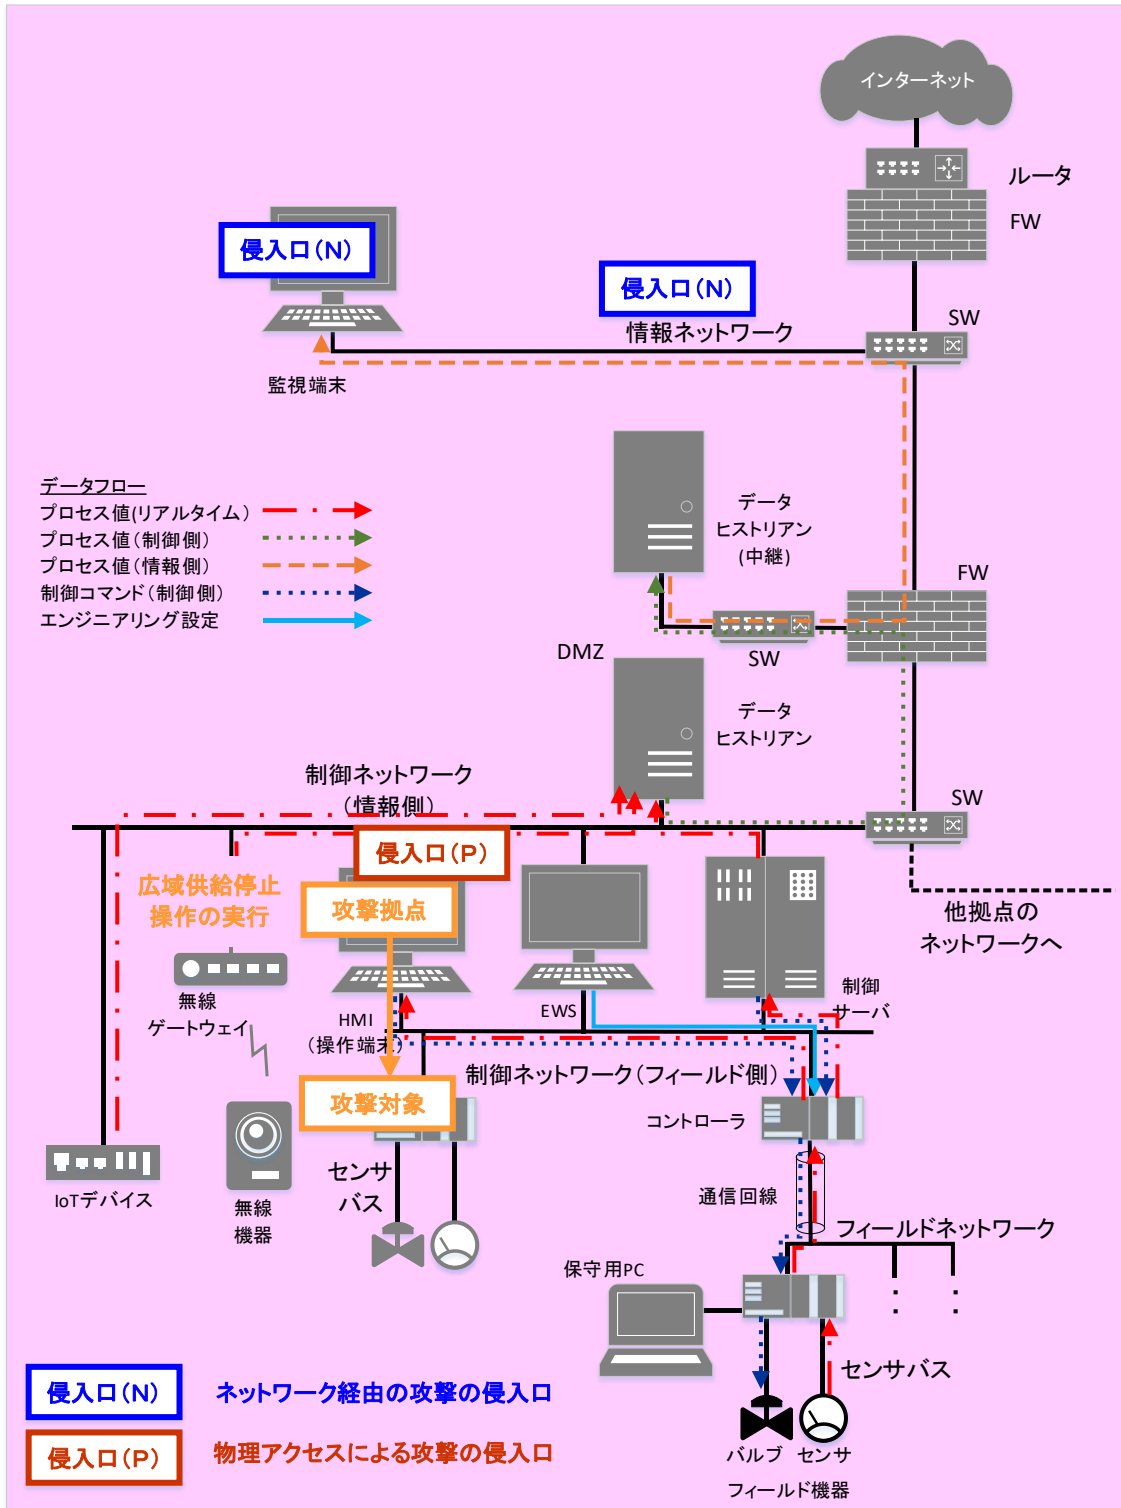 インターネット
ルータ
FW
侵入口(N)
侵入口(N)
情報ネットワーク
SW
監視端末
データフロー
プロセス値(リアルタイム)
プロセス値(制御側)
プロセス値(情報側)
制御コマンド(制御側)
エンジニアリング設定
データ
ヒストリアン
(中継)
FW
DMZ
SW
データ
ヒストリアン
制御ネットワーク
(情報側)
SW
侵入口(P)
広域供給停止
操作の実行
攻撃拠点
他拠点の
ネットワークへ
無線
ゲートウェイ
HMI
(操作端末)
EWS
制御
サーバ
制御ネットワーク(フィールド側)
攻撃対象
コントローラ
IoTデバイス
無線
機器
センサ
バス
通信回線
フィールドネットワーク
保守用PC
センサバス
バルブ センサ
フィールド機器
侵入口(N) ネットワーク経由の攻撃の侵入口
侵入口(P) 物理アクセスによる攻撃の侵入口